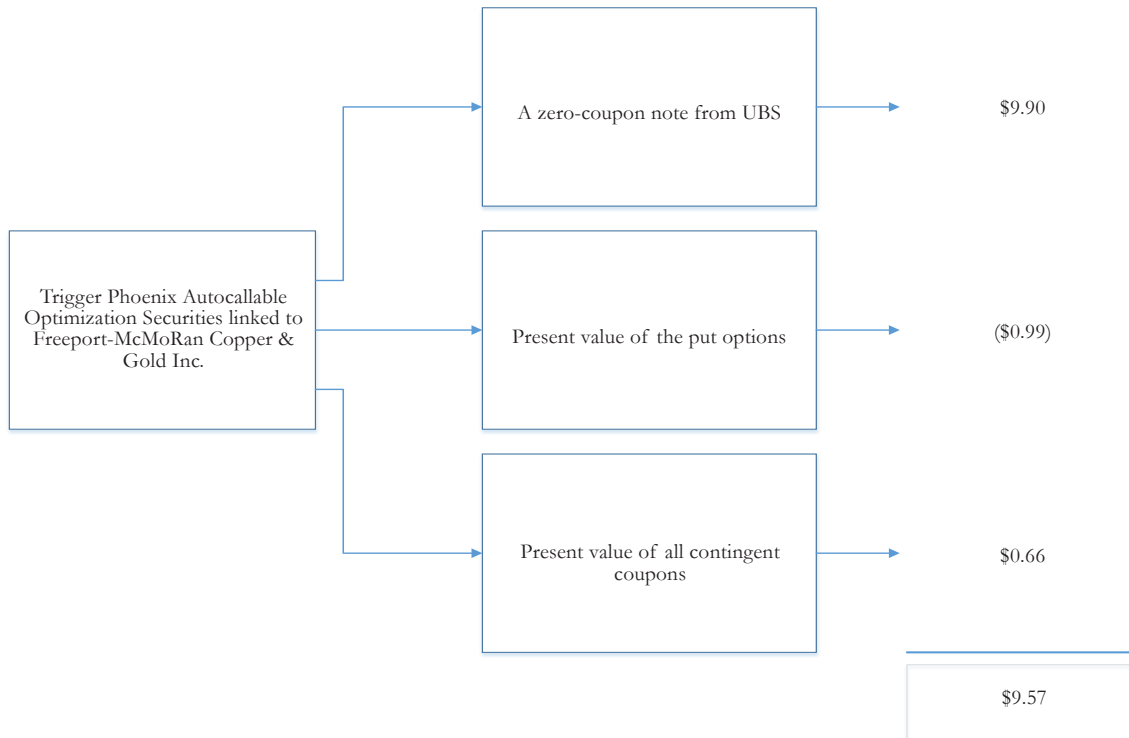 A zero-coupon note from UBS
$9.90
Trigger Phoenix Autocallable
Optimization Securities linked to
Freeport-McMoRan Copper &
Gold Inc.
Present value of the put options
($0.99)
Present value of all contingent
coupons
$0.66
$9.57